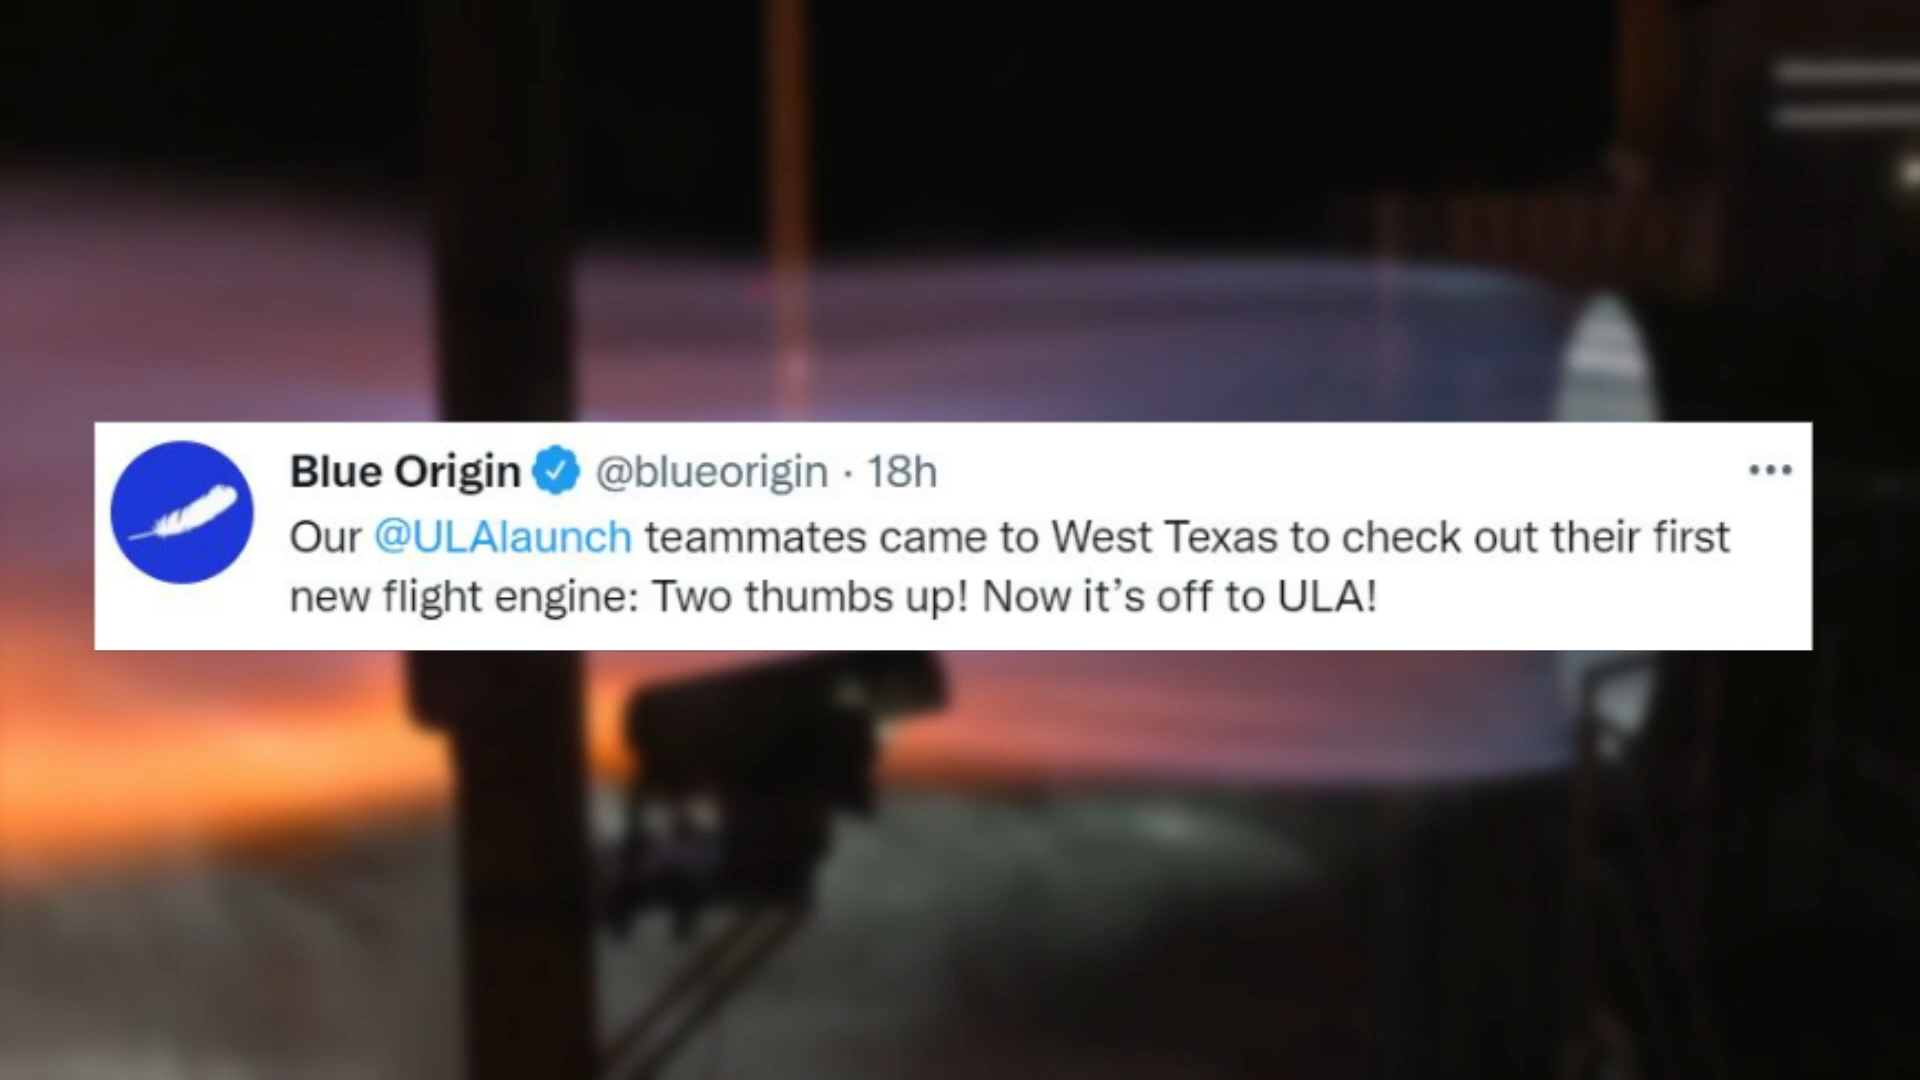 Blue Origin @blueorigin · 18h
Our @ULAlaunch teammates came to West Texas to check out their first
new flight engine: Two thumbs up! Now it’s off to ULA!